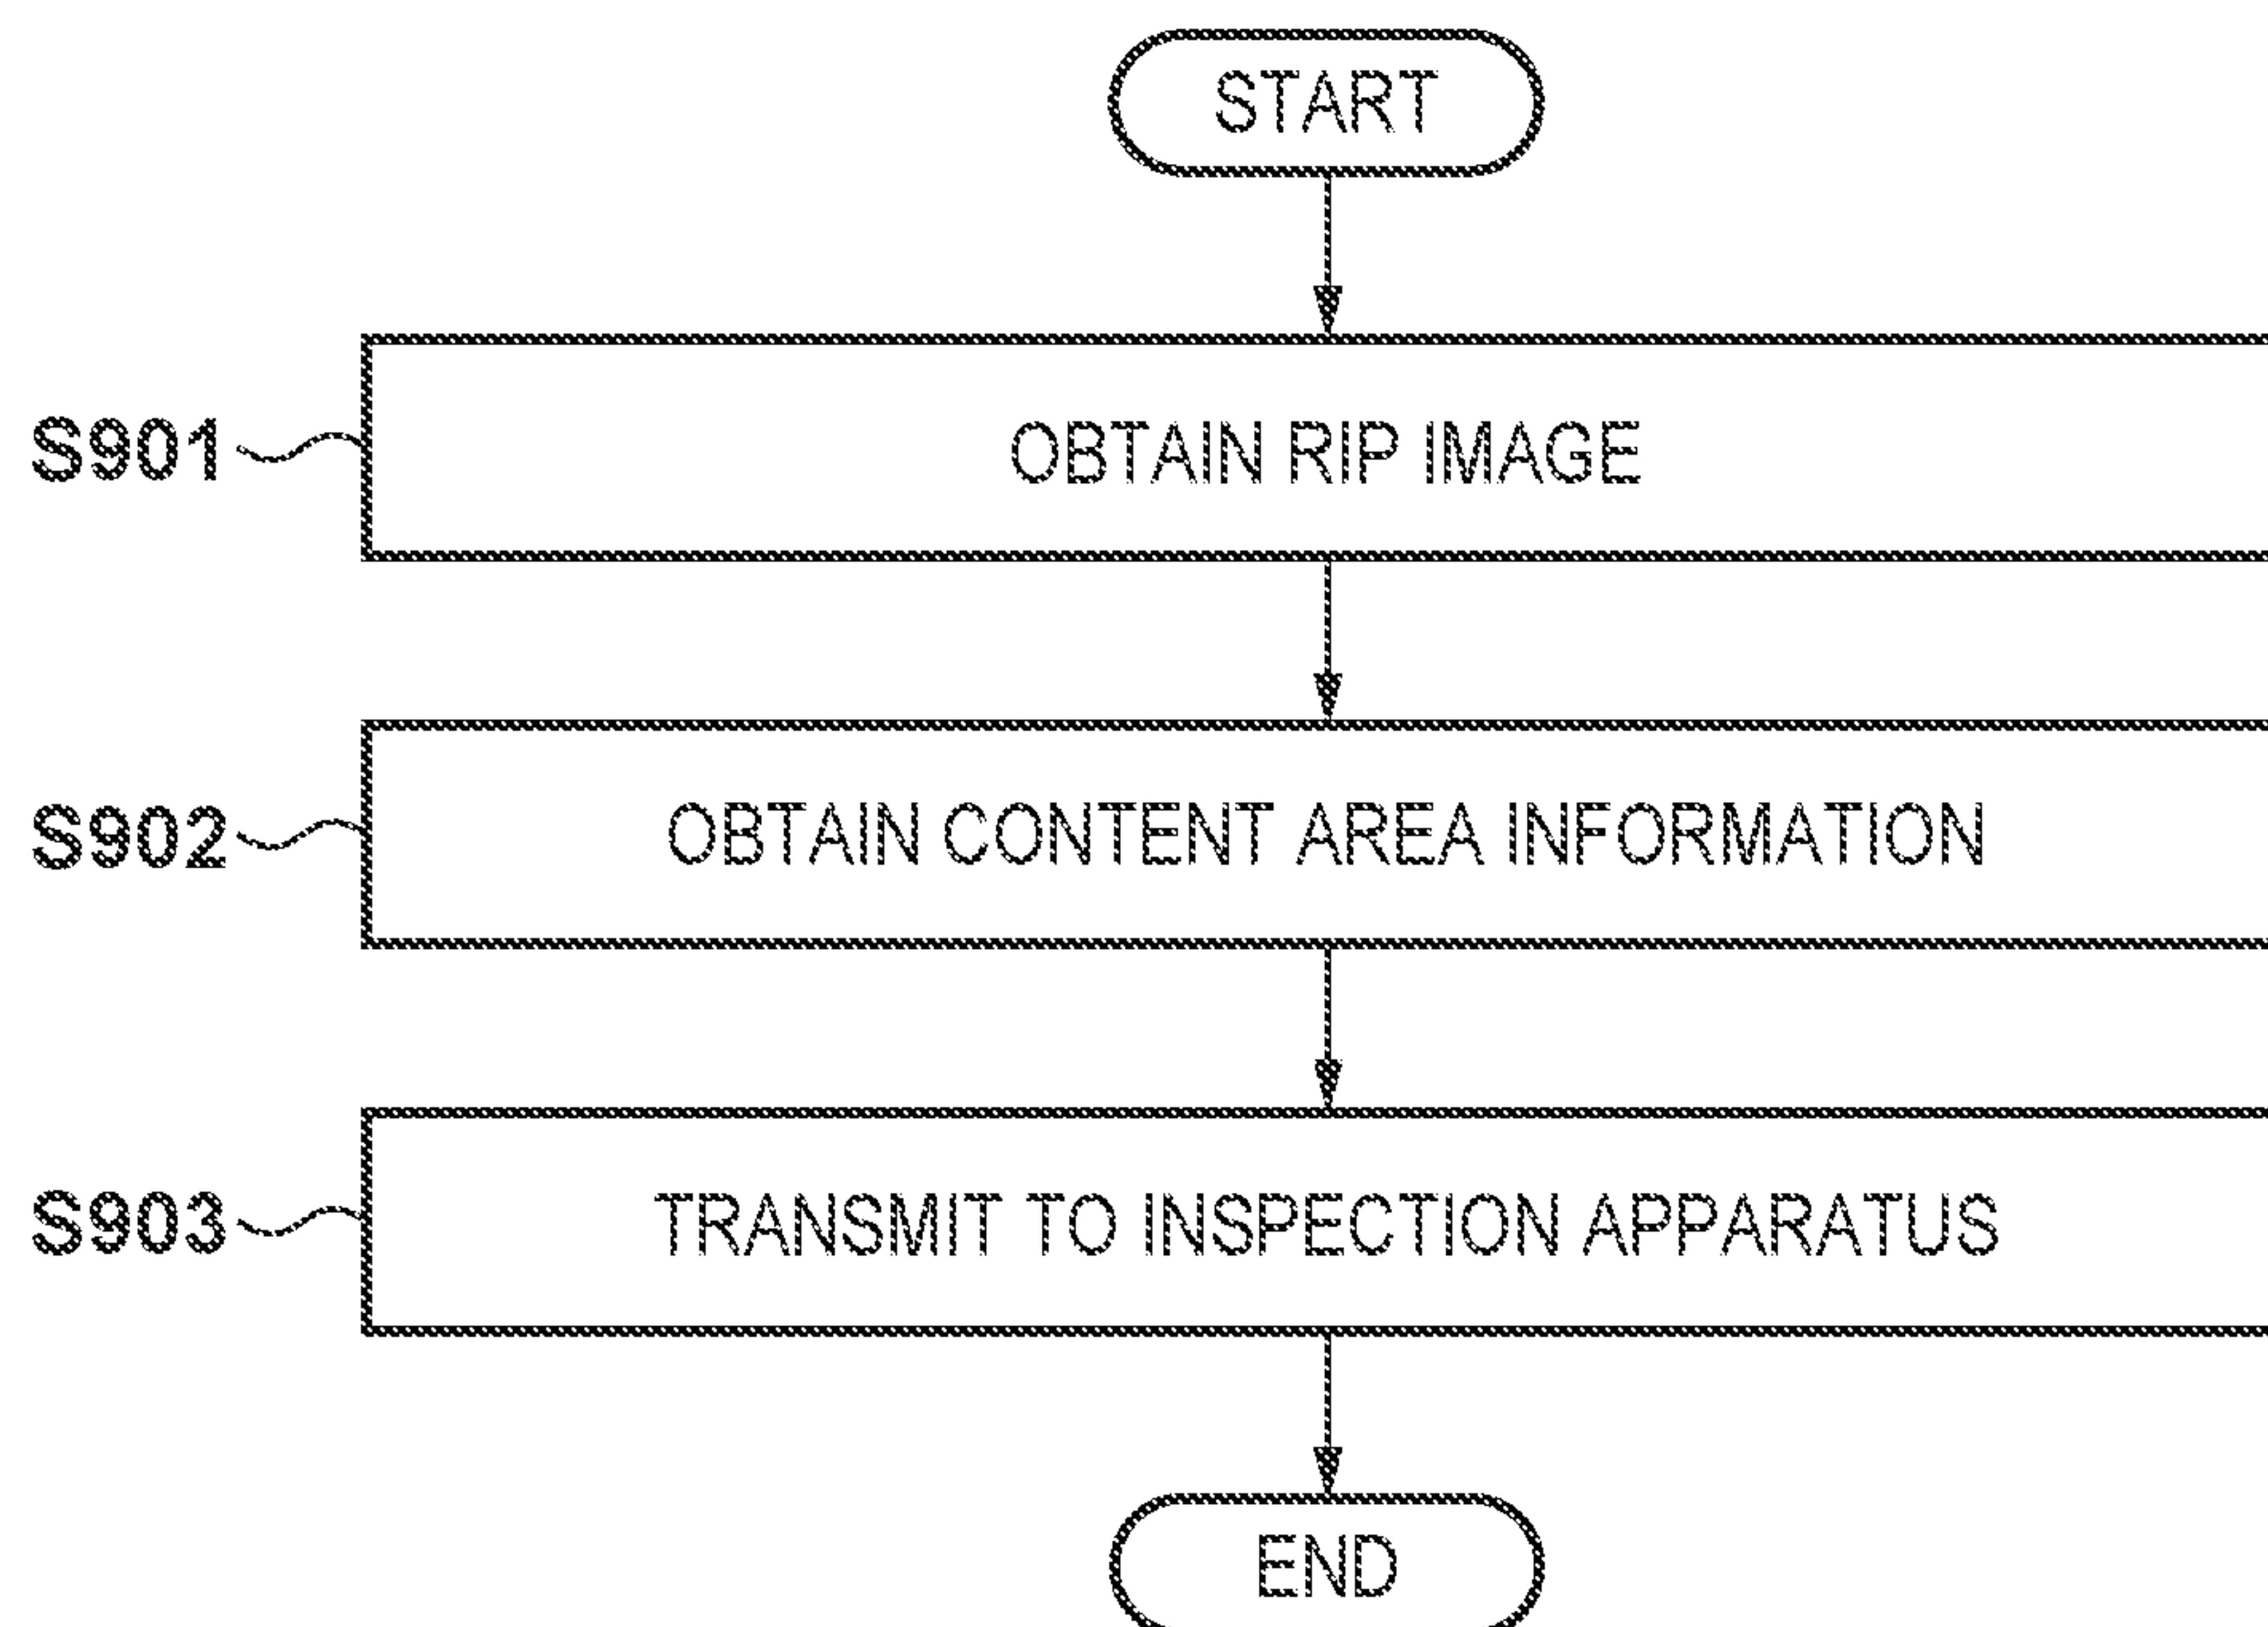 START
S901
OBTAIN RIP IMAGE
S902
OBTAIN CONTENT AREA INFORMATION
S903
TRANSMIT TO INSPECTION APPARATUS
END